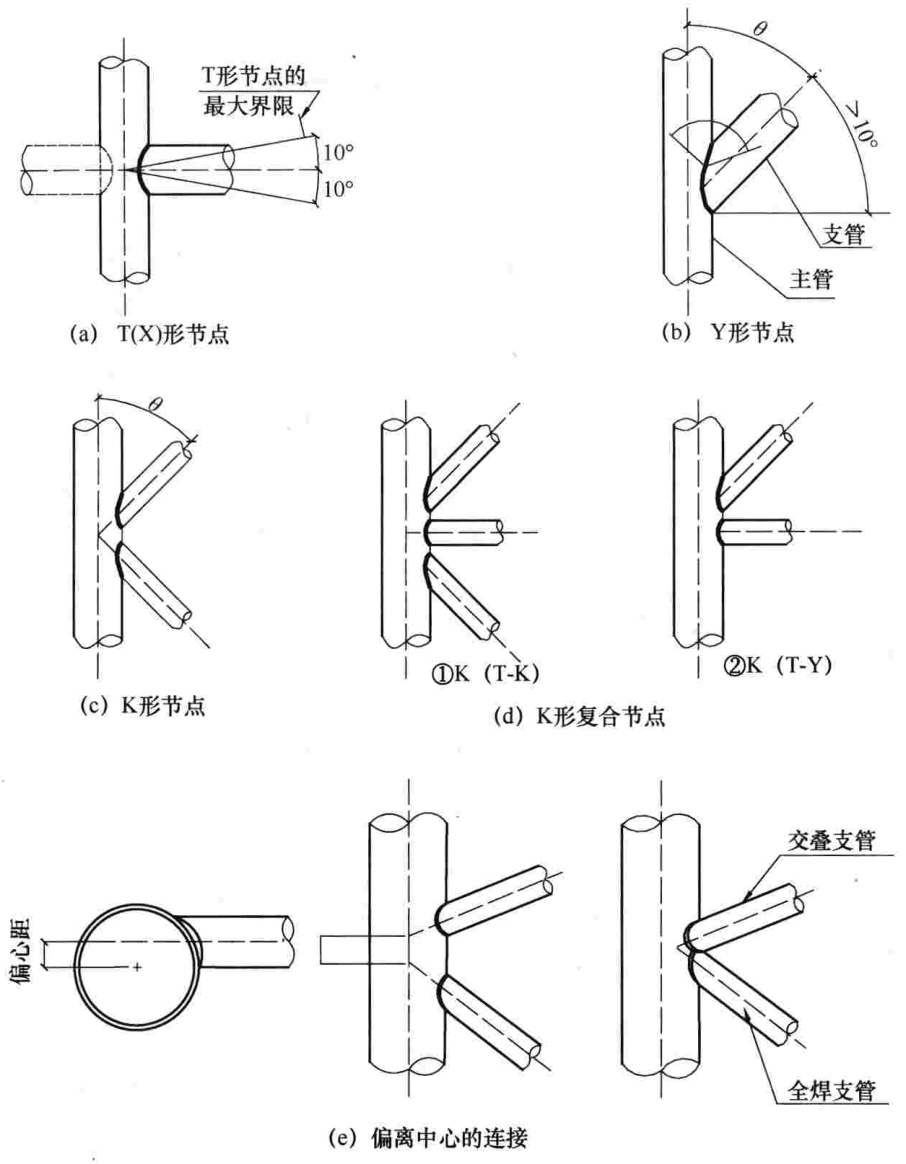 T形节点的
最大界限
10°
10°
(a) T(X)形节点
θ
>10°
支管
主管
(b) Y形节点
θ
(c) K形节点
①K (T-K)
②K (T-Y)
(d) K形复合节点
偏心距
交叠支管
全焊支管
(e) 偏离中心的连接